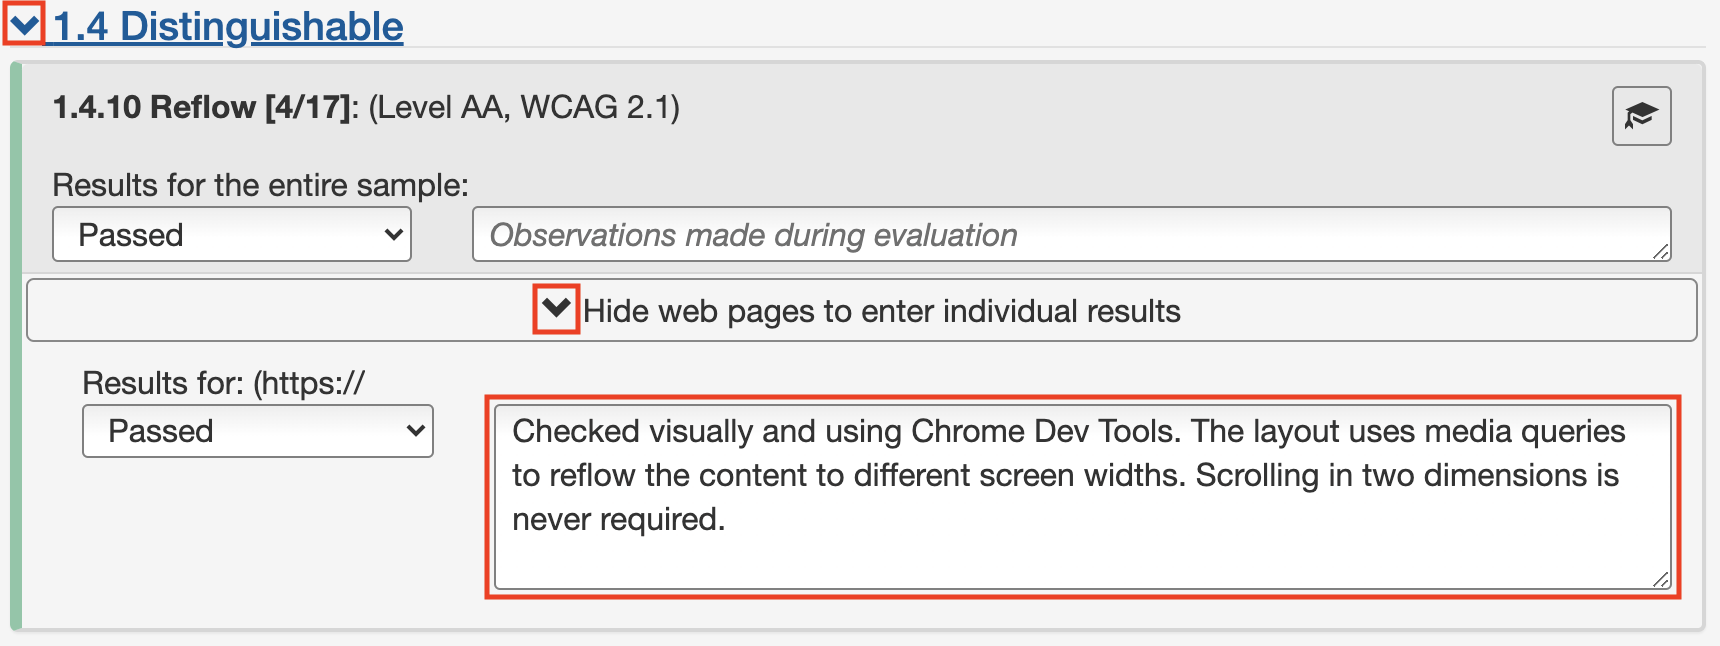 1.4 Distinguishable
1.4.10 Reflow [4/17]: (Level AA, WCAG 2.1)
Results for the entire sample:
Passed
Observations made during evaluation
Hide web pages to enter individual results
Results for: (https://
Passed
Checked visually and using Chrome Dev Tools. The layout uses media queries
to reflow the content to different screen widths. Scrolling in two dimensions is
never required.